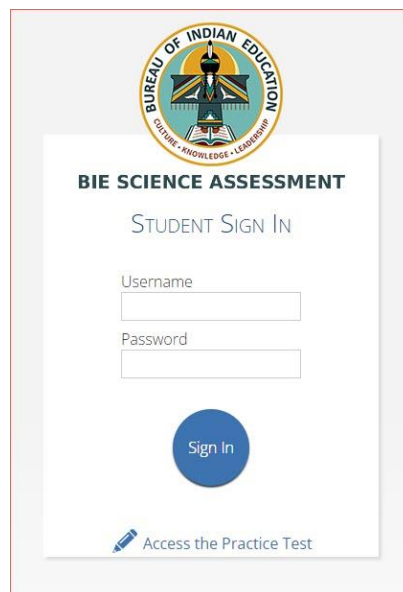 BUREAU OF INDIAN EDUCATION
CULTURE • KNOWLEDGE • LEADERSHIP
BIE SCIENCE ASSESSMENT
STUDENT SIGN IN
Username
Password
Sign In
Access the Practice Test